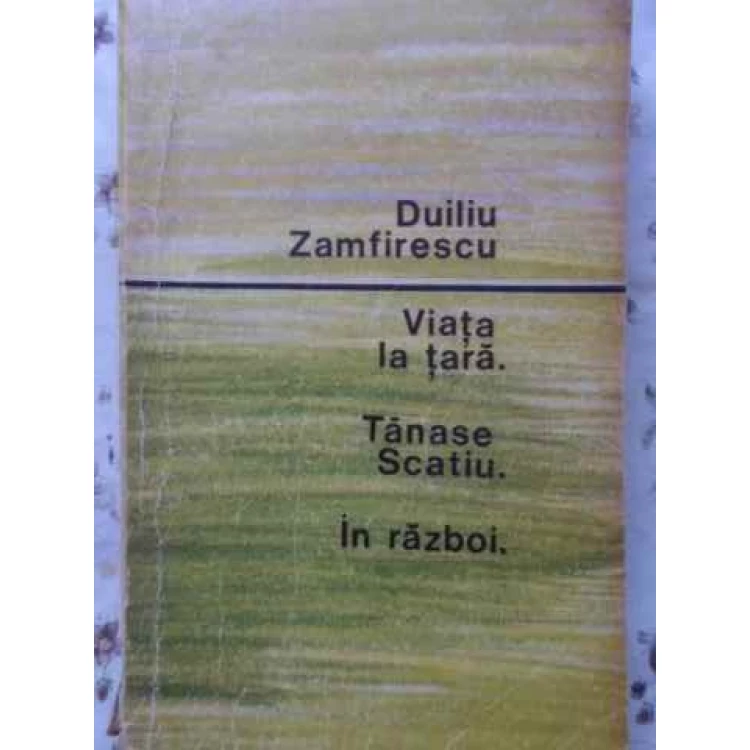 Duiliu
Zamfirescu
Viața
la țară.
Tănase
Scatiu.
În război.